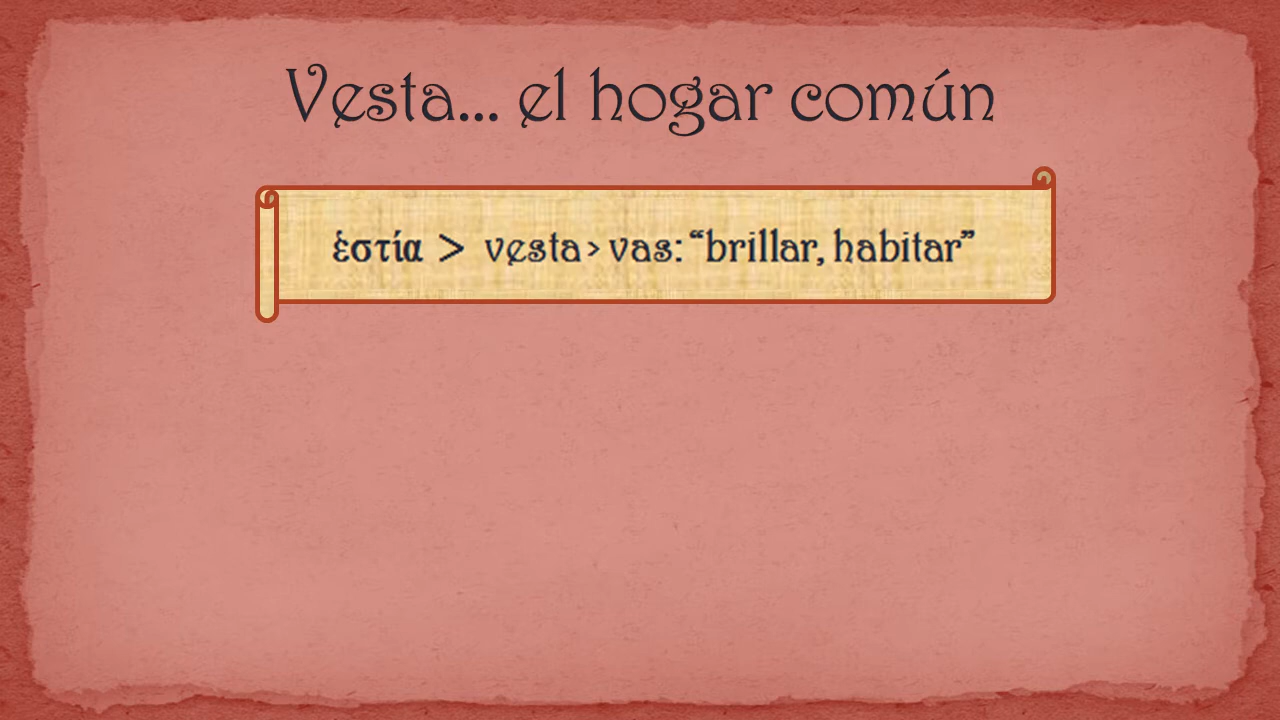 Vesta... el hogar común
ἑστία > vesta > vas: “brillar, habitar”